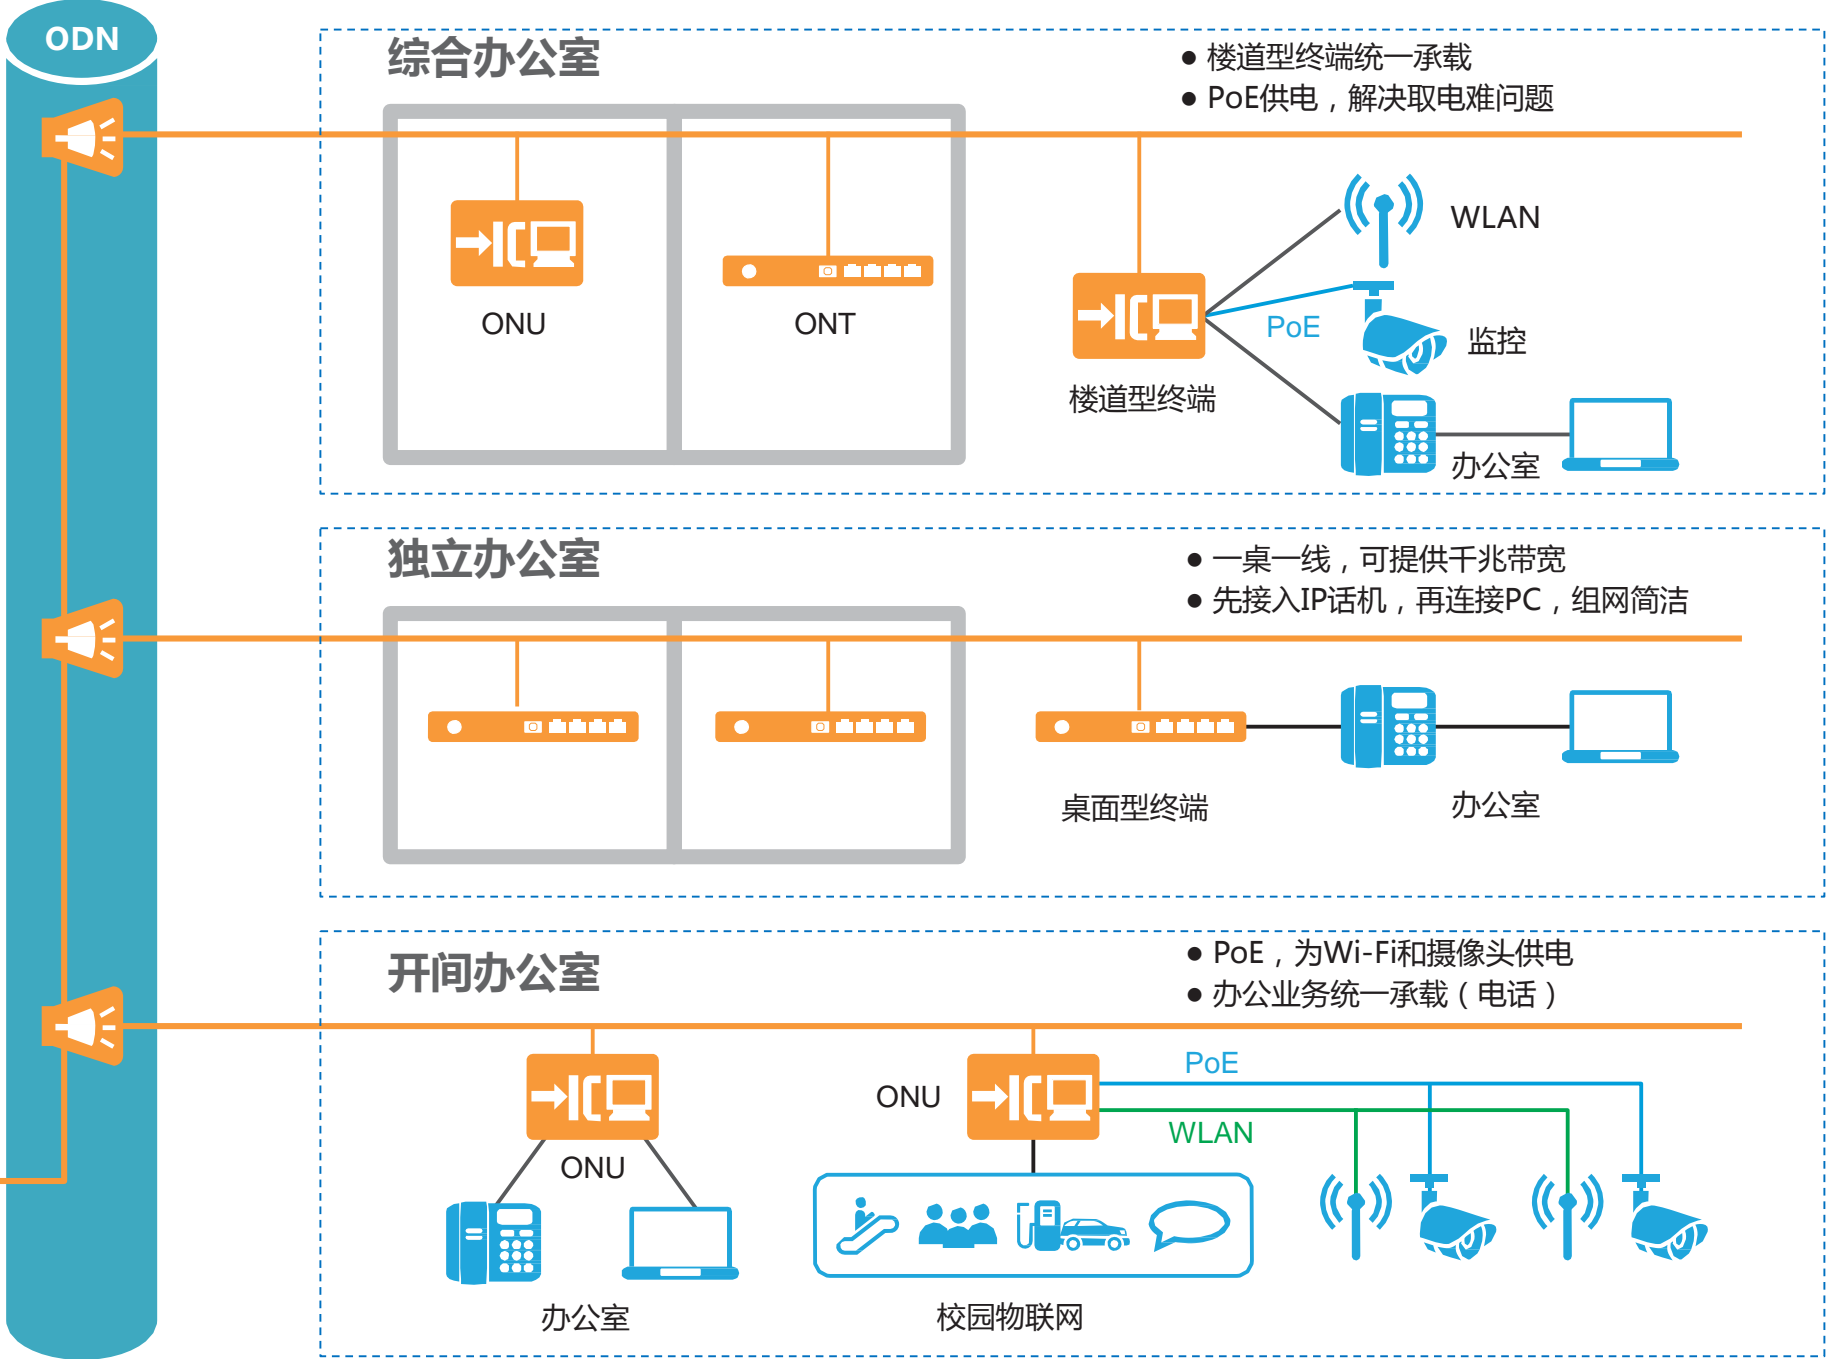 ODN
综合办公室
● 楼道型终端统一承载
● PoE供电，解决取电难问题
WLAN
ONU
ONT
PoE
监控
楼道型终端
办公室
独立办公室
● 一桌一线，可提供千兆带宽
● 先接入IP话机，再连接PC，组网简洁
桌面型终端
办公室
开间办公室
● PoE，为Wi-Fi和摄像头供电
● 办公业务统一承载（电话）
PoE
ONU
WLAN
ONU
办公室
校园物联网